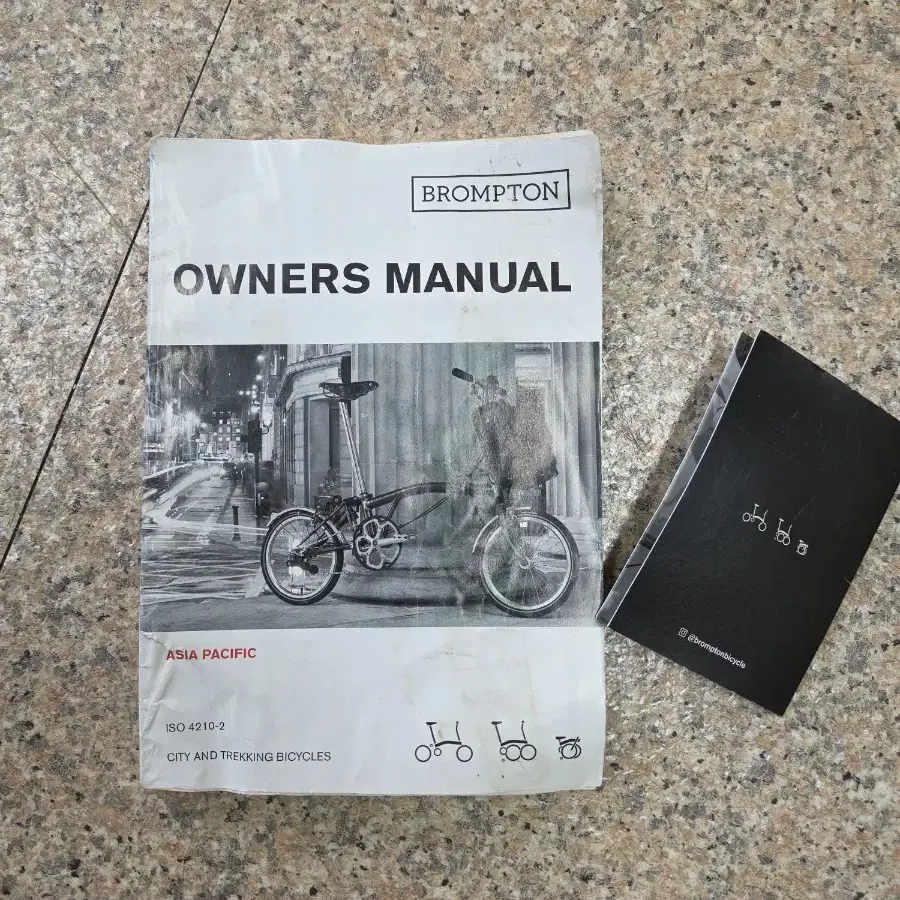 BROMPTON
OWNERS MANUAL
ASIA PACIFIC
ISO 4210-2
CITY AND TREKKING BICYCLES
@bromptonbicycle